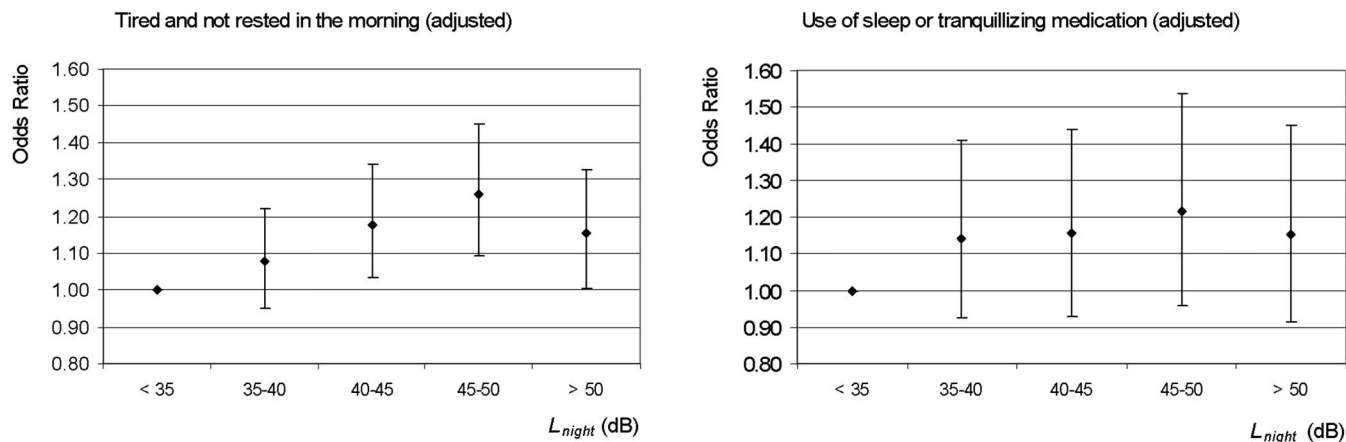 Tired and not rested in the morning (adjusted)
Odds Ratio
1.60
1.50
1.40
1.30
1.20
1.10
1.00
0.90
0.80
< 35 35-40 40-45 45-50 > 50
L_night (dB)
Use of sleep or tranquillizing medication (adjusted)
Odds Ratio
1.60
1.50
1.40
1.30
1.20
1.10
1.00
0.90
0.80
< 35 35-40 40-45 45-50 > 50
L_night (dB)